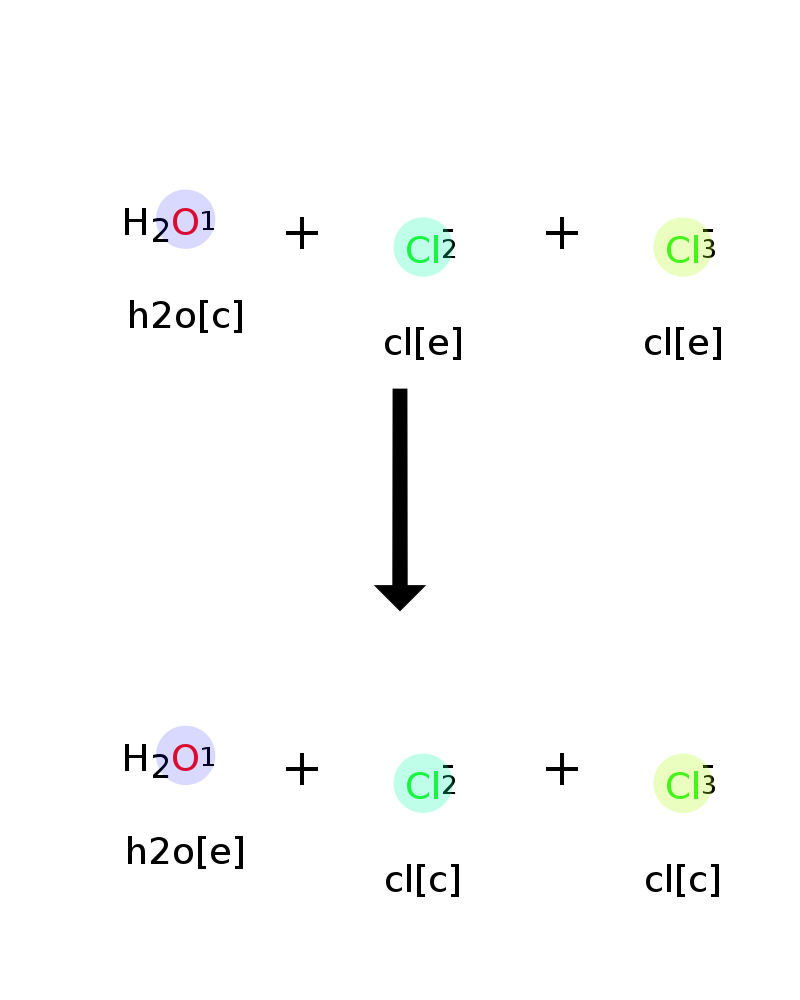 H2O1 + Cl-2 + Cl-3
h2o[c] cl[e] cl[e]
H2O1 + Cl-2 + Cl-3
h2o[e] cl[c] cl[c]